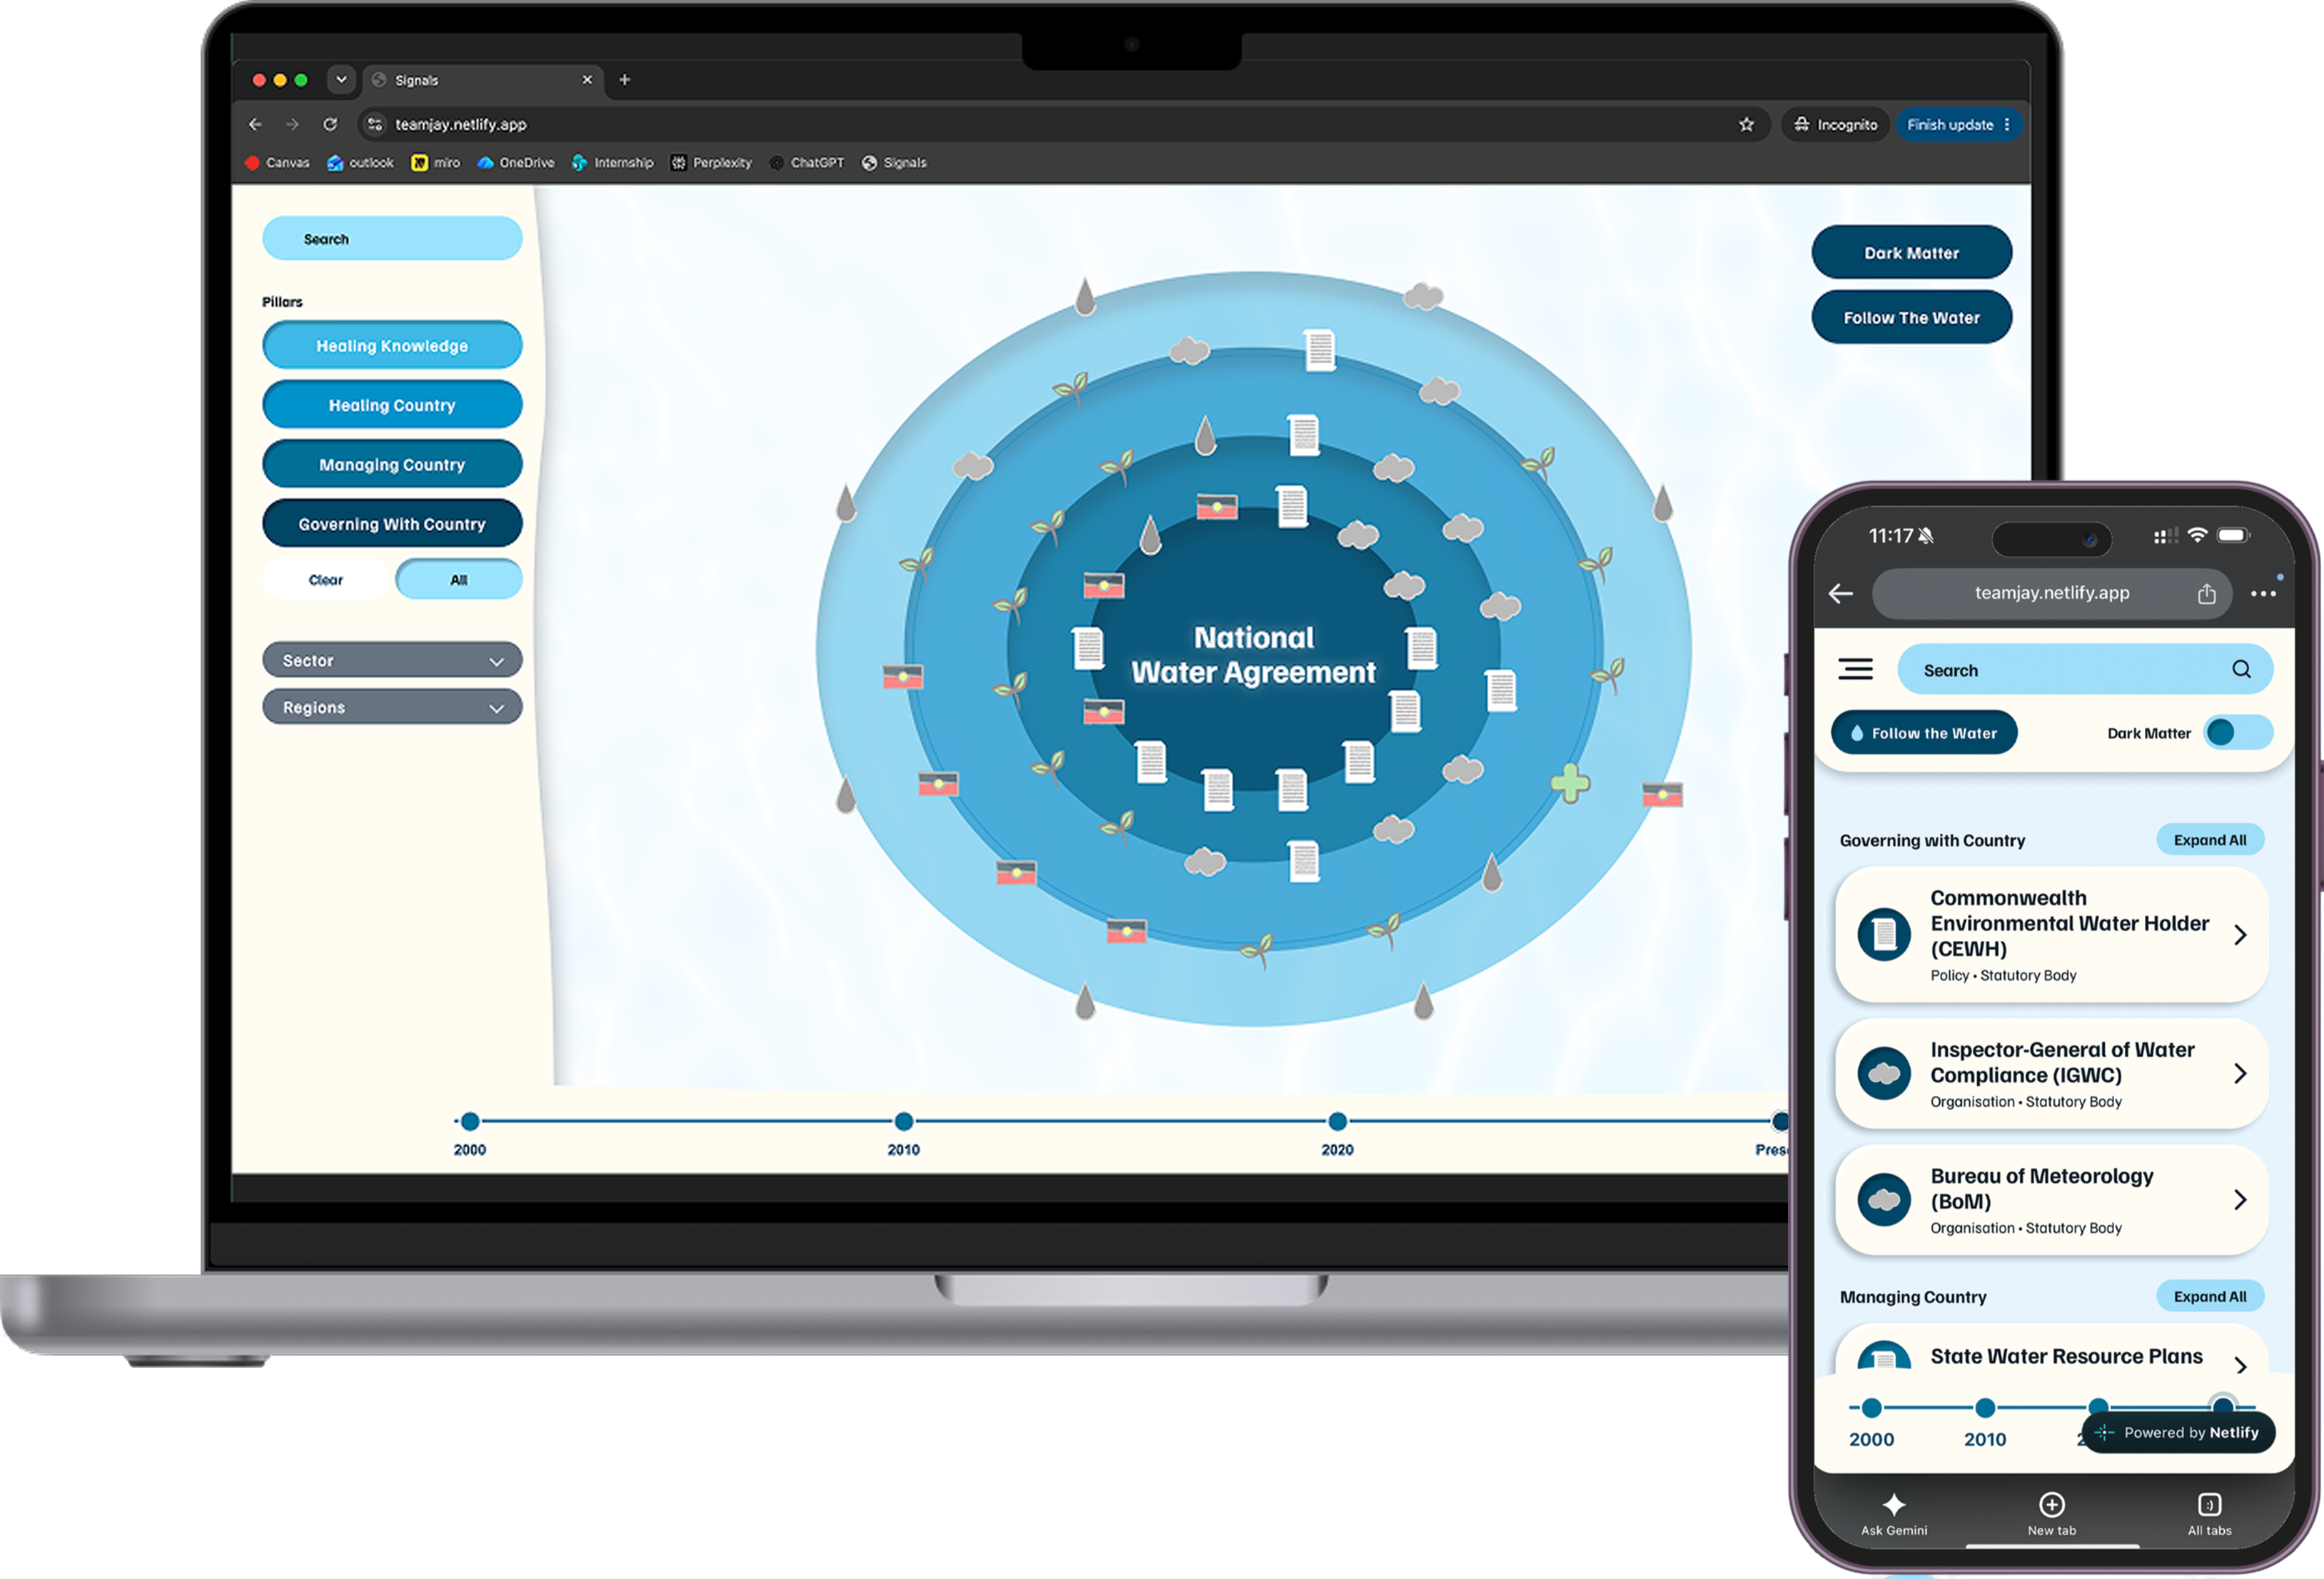 Signals
teamjay.netlify.app
Incognito
Finish update
Canvas
outlook
miro
OneDrive
Internship
Perplexity
ChatGPT
Signals
Search
Pillars
Healing Knowledge
Healing Country
Managing Country
Governing With Country
Clear
All
Sector
Regions
Dark Matter
Follow The Water
National
Water Agreement
2000
2010
2020
11:17
teamjay.netlify.app
Search
Follow the Water
Dark Matter
Governing with Country
Expand All
Commonwealth
Environmental Water Holder
(CEWH)
Policy • Statutory Body
Inspector-General of Water
Compliance (IGWC)
Organisation • Statutory Body
Bureau of Meteorology
(BoM)
Organisation • Statutory Body
Managing Country
Expand All
State Water Resource Plans
2000
2010
Powered by Netlify
Ask Gemini
New tab
All tabs